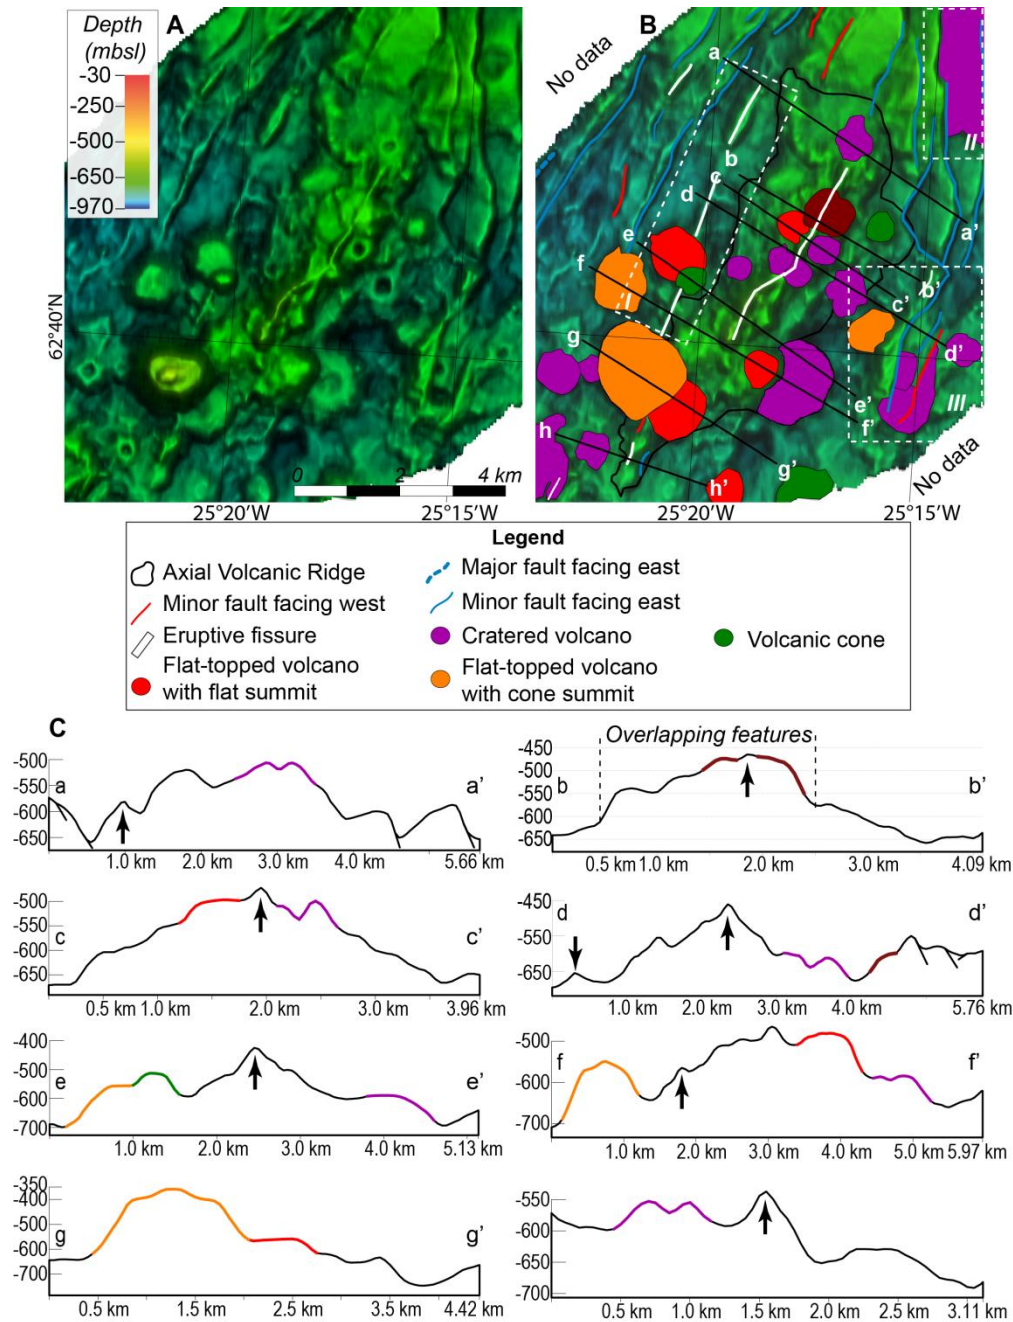 Depth
(mbsl)
A
-30
-250
-500
-650
-970
62°40'N
0 2 4 km
25°20'W 25°15'W
No data
B
a
II
b
c
d
a'
e
f
b'
c'
g
d'
e'
III
f'
h
g'
h'
No data
25°20'W 25°15'W
Legend
Axial Volcanic Ridge
Major fault facing east
Minor fault facing west
Minor fault facing east
Eruptive fissure
Cratered volcano
Volcanic cone
Flat-topped volcano
with flat summit
Flat-topped volcano
with cone summit
C
-500
-550
-600
-650
a
a'
1.0 km 2.0 km 3.0 km 4.0 km 5.66 km
Overlapping features
-450
-500
-550
-600
-650
b
b'
0.5 km 1.0 km 2.0 km 3.0 km 4.09 km
-500
-550
-600
-650
c
c'
0.5 km 1.0 km 2.0 km 3.0 km 3.96 km
-450
-550
-650
d
d'
1.0 km 2.0 km 3.0 km 4.0 km 5.76 km
-400
-500
-600
-700
e
e'
1.0 km 2.0 km 3.0 km 4.0 km 5.13 km
-500
-600
-700
f
f'
1.0 km 2.0 km 3.0 km 4.0 km 5.0 km 5.97 km
-350
-400
-500
-600
-700
g
g'
0.5 km 1.5 km 2.5 km 3.5 km 4.42 km
-550
-600
-650
-700
0.5 km 1.0 km 1.5 km 2.0 km 2.5 km 3.11 km